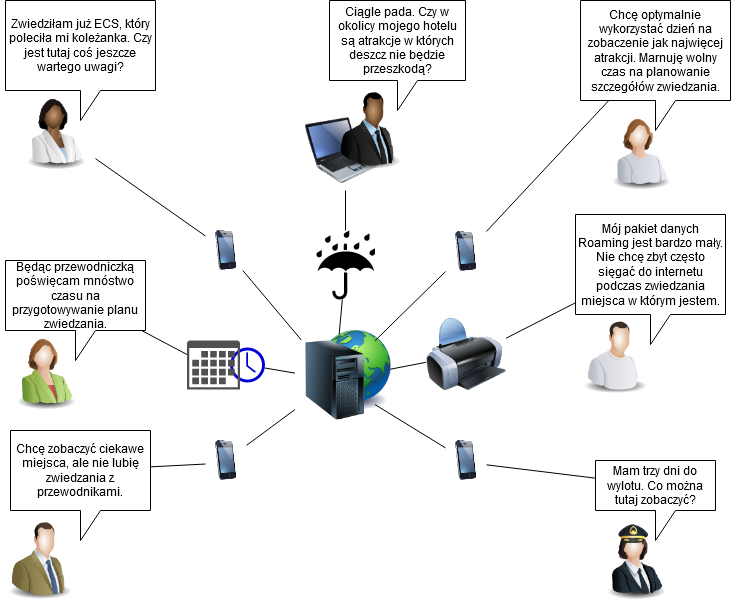 Zwiedziłam już ECS, który
poleciła mi koleżanka. Czy
jest tutaj coś jeszcze
wartego uwagi?
Ciągle pada. Czy w
okolicy mojego hotelu
są atrakcje w których
deszcz nie będzie
przeszkodą?
Chcę optymalnie
wykorzystać dzień na
zobaczenie jak najwięcej
atrakcji. Marnuję wolny
czas na planowanie
szczegółów zwiedzania.
Będąc przewodniczką
poświęcam mnóstwo
czasu na
przygotowywanie planu
zwiedzania.
Mój pakiet danych
Roaming jest bardzo mały.
Nie chcę zbyt często
sięgać do internetu
podczas zwiedzania
miejsca w którym jestem.
Chcę zobaczyć ciekawe
miejsca, ale nie lubię
zwiedzania z
przewodnikami.
Mam trzy dni do
wylotu. Co można
tutaj zobaczyć?